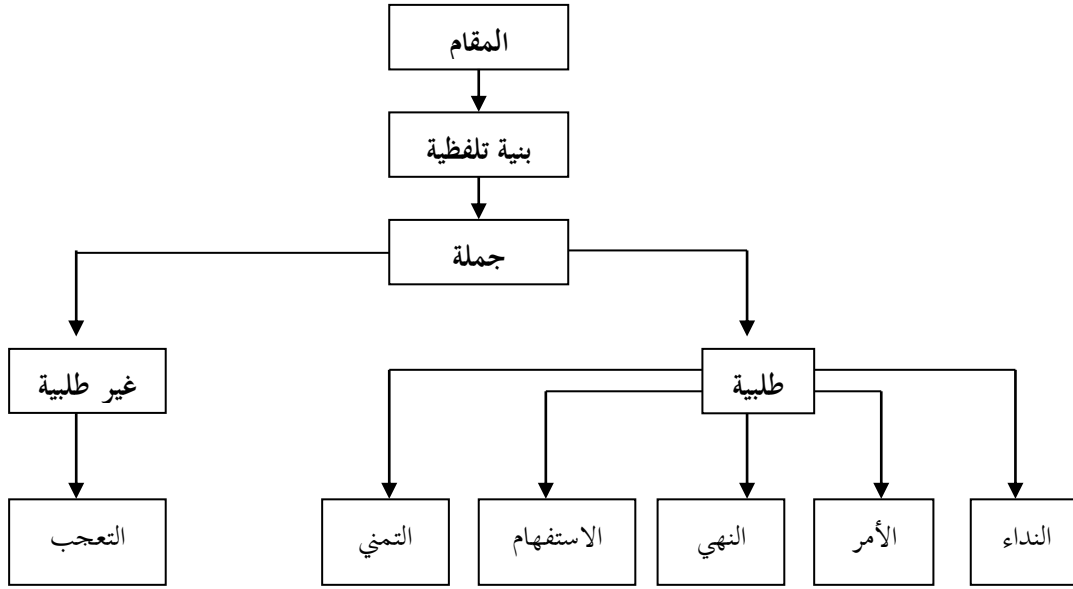 المقام
بنية تلفظية
جملة
طلبية
غير طلبية
النداء
الأمر
النهي
الاستفهام
التمني
التعجب